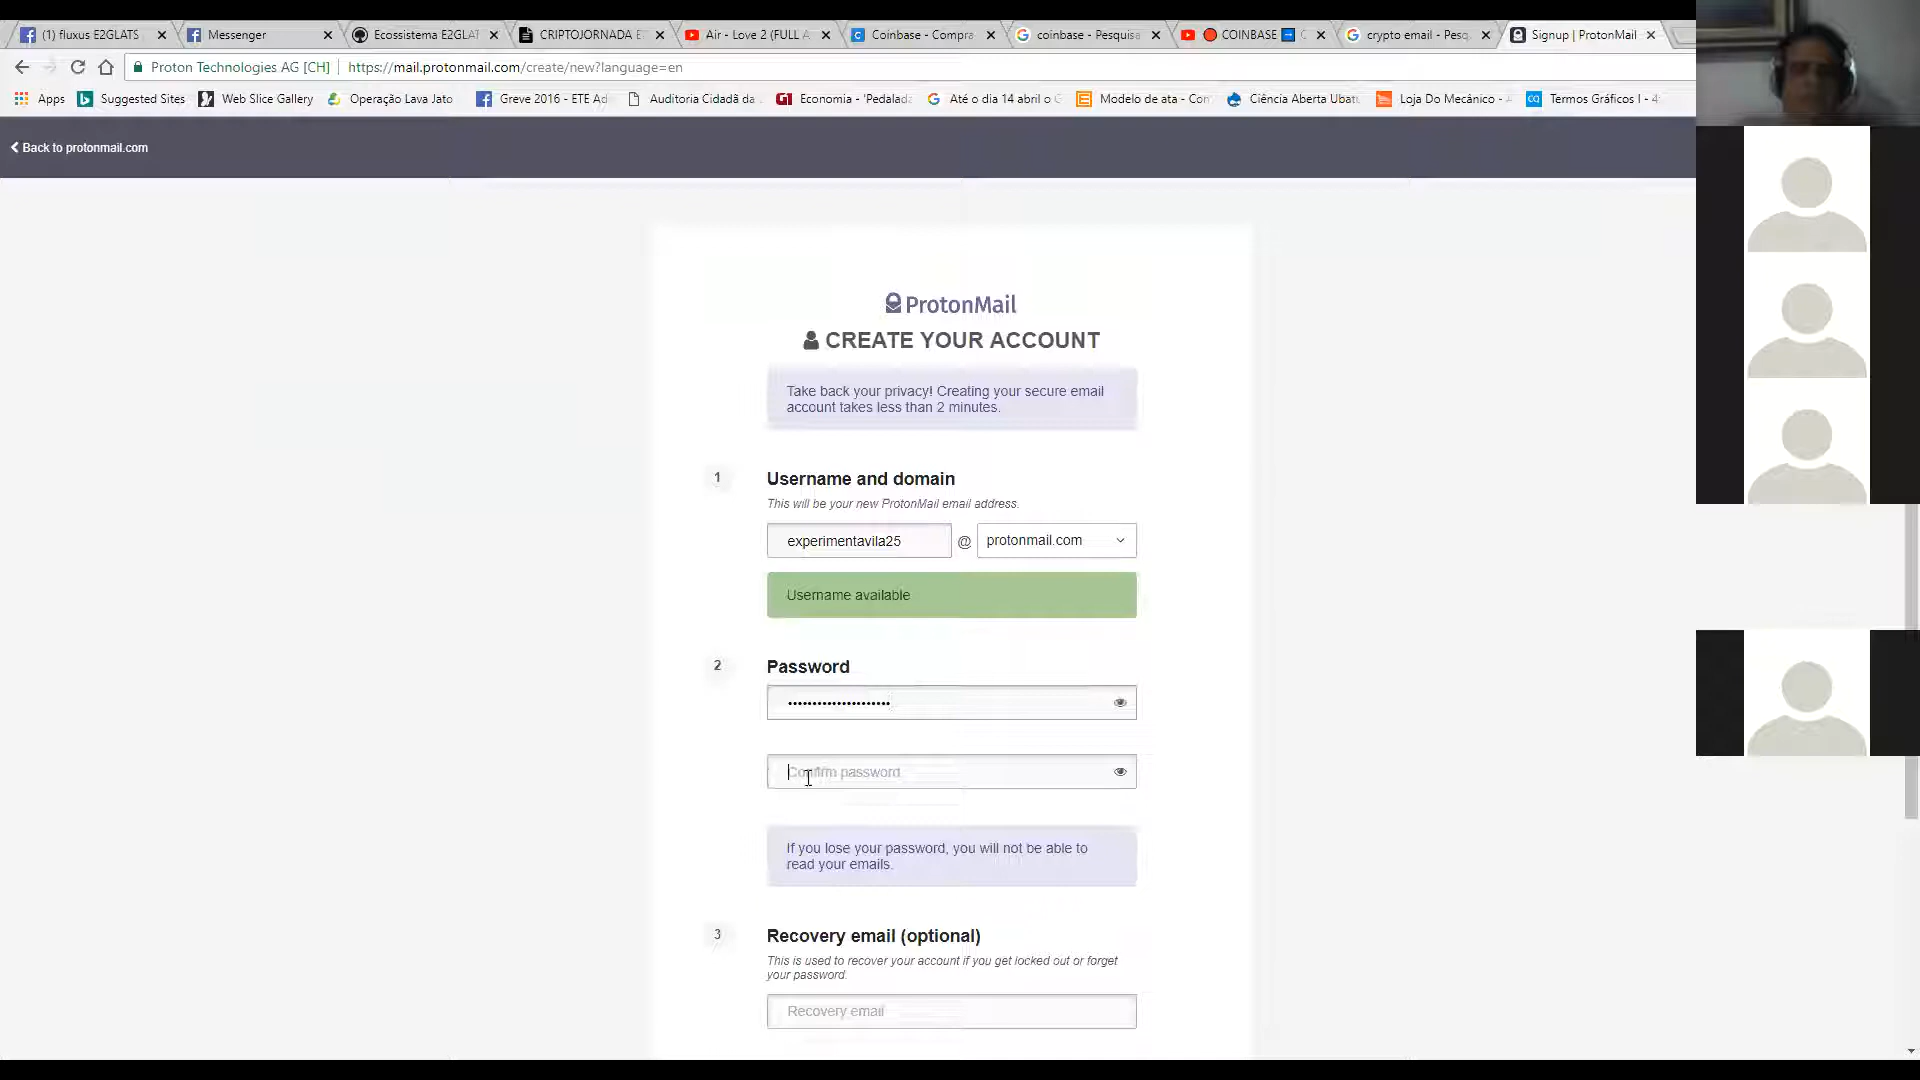 (1) fluxus E2GLATS
Messenger
Ecossistema E2GLAT
CRIPTOJORNADA E
Air - Love 2 (FULL A
Coinbase - Compra
coinbase - Pesquisa
COINBASE
crypto email - Pesq
Signup | ProtonMail
Proton Technologies AG [CH]
https://mail.protonmail.com/create/new?language=en
Apps
Suggested Sites
Web Slice Gallery
Operação Lava Jato
Greve 2016 - ETE Ad
Auditoria Cidadã da
Economia - 'Pedalad
Até o dia 14 abril o
Modelo de ata - Con
Ciência Aberta Ubat
Loja Do Mecânico -
Termos Gráficos I - 4
Back to protonmail.com
ProtonMail
CREATE YOUR ACCOUNT
Take back your privacy! Creating your secure email
account takes less than 2 minutes.
1
Username and domain
This will be your new ProtonMail email address.
experimentavila25 @ protonmail.com
Username available
2
Password
Confirm password
If you lose your password, you will not be able to
read your emails.
3
Recovery email (optional)
This is used to recover your account if you get locked out or forget
your password.
Recovery email